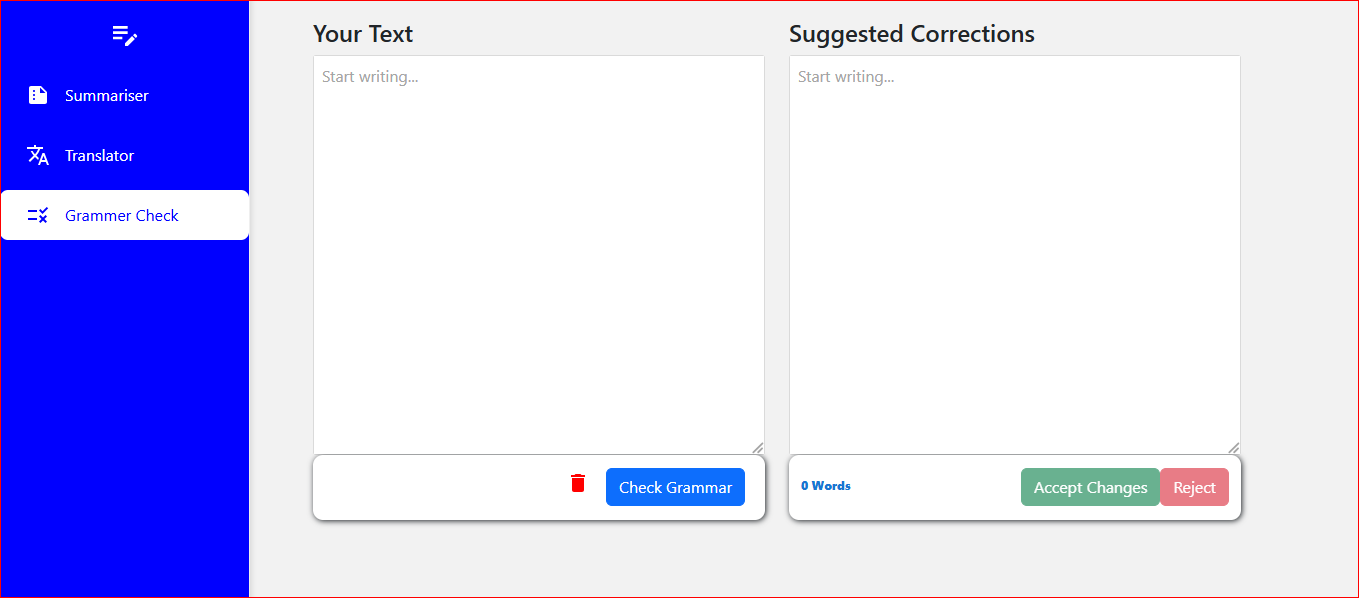 Summariser
Translator
Grammer Check
Your Text
Start writing...
Check Grammar
Suggested Corrections
Start writing...
0 Words
Accept Changes
Reject